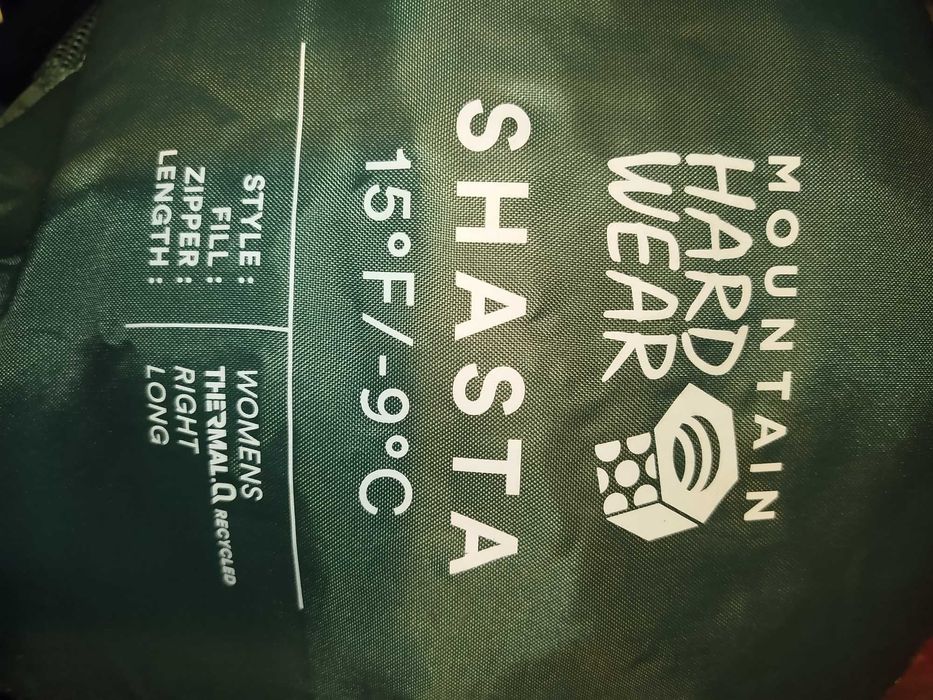 MOUNTAIN
HARD
WEAR
SHASTA
15°F/-9°C
STYLE: WOMENS
FILL: THERMAL.Q RECYCLED
ZIPPER: RIGHT
LENGTH: LONG